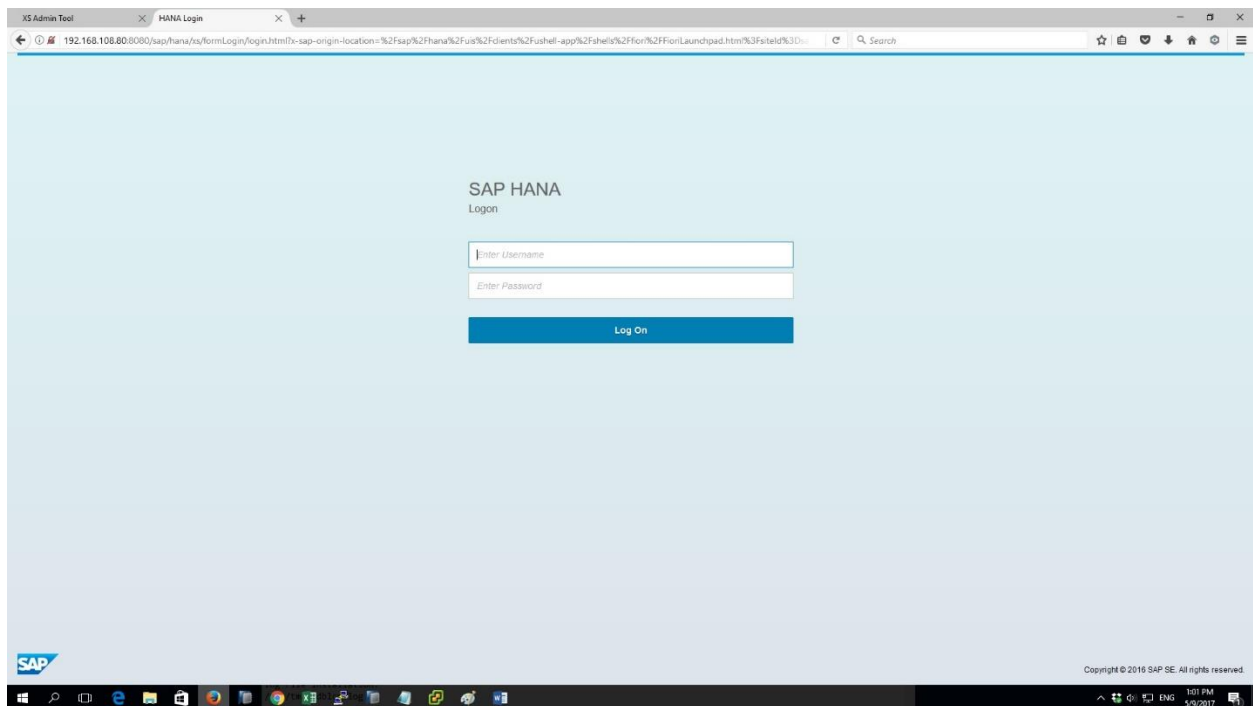 XS Admin Tool
HANA Login
192.168.108.80:8080/sap/hana/xs/formLogin/login.html?x-sap-origin-location=%2Fsap%2Fhana%2Fuis%2Fclients%2Fushell-app%2Fshells%2Ffiori%2FFioriLaunchpad.html%3FsiteId%3Ds
Search
SAP HANA
Logon
Enter Username
Enter Password
Log On
SAP
Copyright © 2016 SAP SE. All rights reserved.
ENG
1:01 PM
5/9/2017